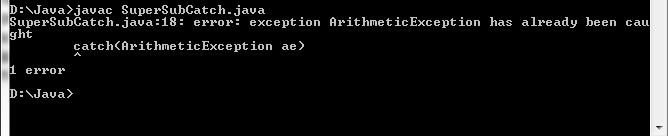 D:\Java>javac SuperSubCatch.java
SuperSubCatch.java:18: error: exception ArithmeticException has already been cau
ght
        catch(ArithmeticException ae)
        ^
1 error
D:\Java>